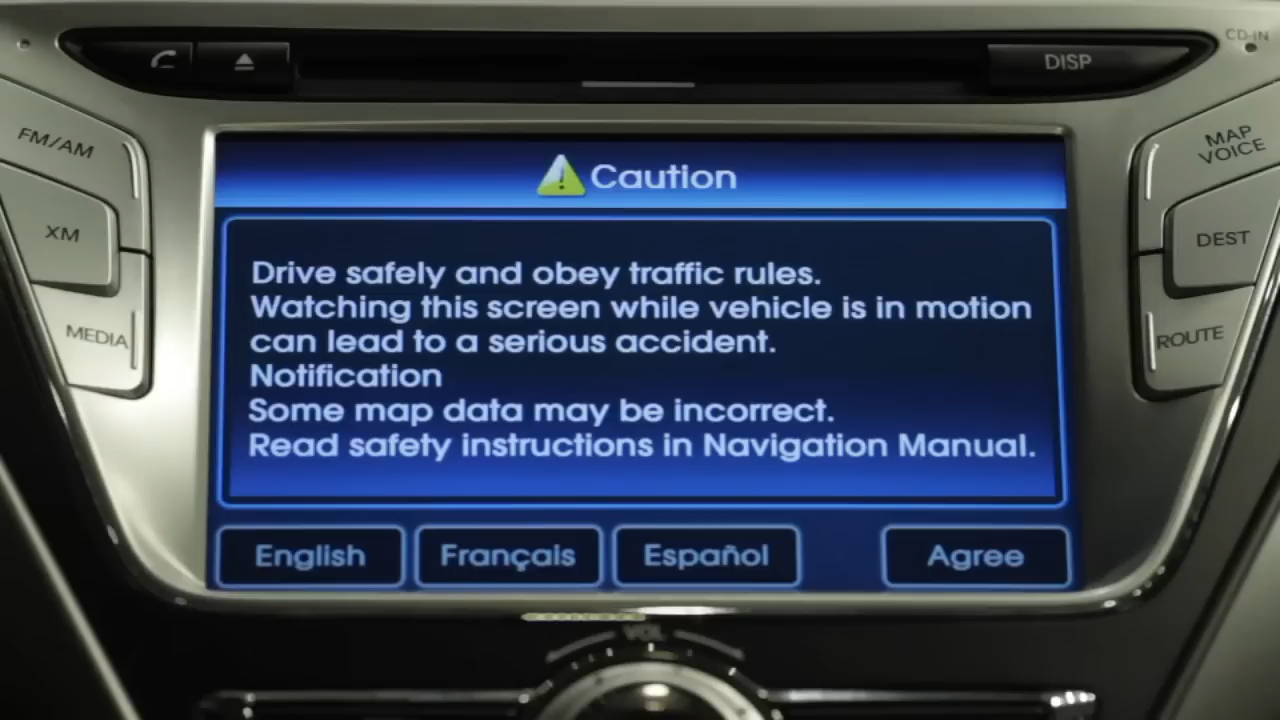 CD-IN
DISP
FM/AM
MAP
VOICE
Caution
XM
DEST
Drive safely and obey traffic rules.
Watching this screen while vehicle is in motion
can lead to a serious accident.
MEDIA
ROUTE
Notification
Some map data may be incorrect.
Read safety instructions in Navigation Manual.
English
Français
Español
Agree
VOL